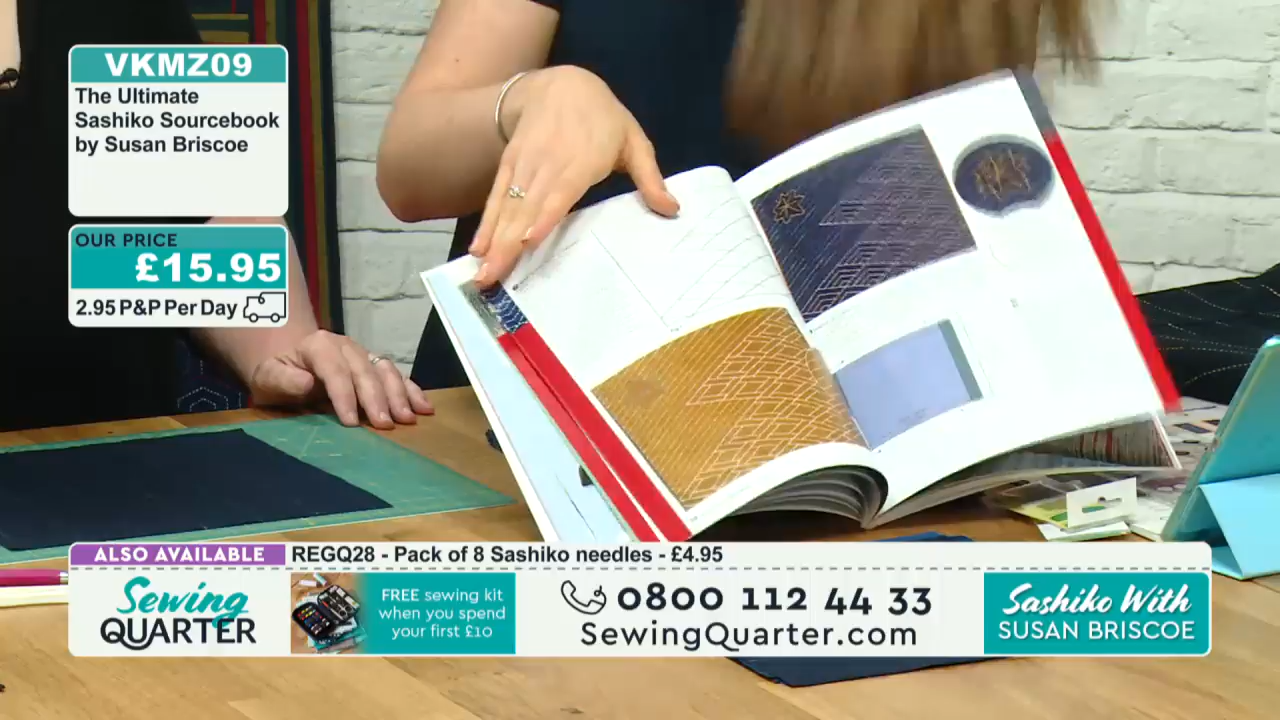 VKMZ09
The Ultimate
Sashiko Sourcebook
by Susan Briscoe
OUR PRICE
£15.95
2.95 P&P Per Day
ALSO AVAILABLE
REGQ28 - Pack of 8 Sashiko needles - £4.95
Sewing
QUARTER
FREE sewing kit
when you spend
your first £10
0800 112 44 33
SewingQuarter.com
Sashiko With
SUSAN BRISCOE